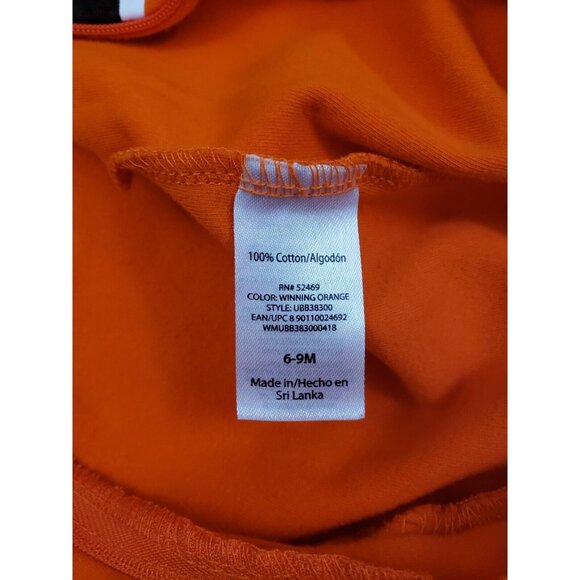 100% Cotton/Algodón
RN# 52469
COLOR: WINNING ORANGE
STYLE: UBB38300
EAN/UPC 8 90110024692
WMUBB383000418
6-9M
Made in/Hecho en
Sri Lanka